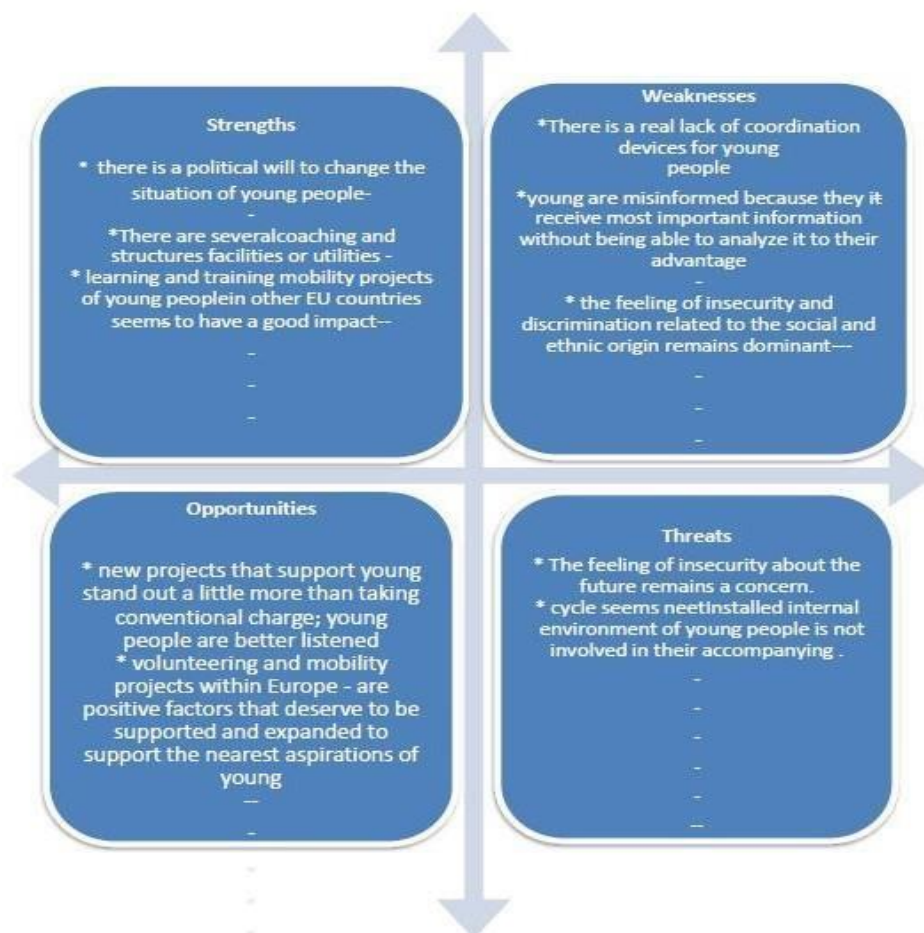 Strengths
* there is a political will to change the
situation of young people-
-
*There are severalcoaching and
structures facilities or utilities -
* learning and training mobility projects
of young peoplein other EU countries
seems to have a good impact--
-
-
-
Weaknesses
*There is a real lack of coordination
devices for young
people
*young are misinformed because they it
receive most important information
without being able to analyze it to their
advantage
-
* the feeling of insecurity and
discrimination related to the social and
ethnic origin remains dominant---
-
-
-
Opportunities
* new projects that support young
stand out a little more than taking
conventional charge; young
people are better listened
* volunteering and mobility
projects within Europe - are
positive factors that deserve to be
supported and expanded to
support the nearest aspirations of
young
--
-
-
-
-
Threats
* The feeling of insecurity about the
future remains a concern.
* cycle seems neetInstalled internal
environment of young people is not
involved in their accompanying .
-
-
-
-
-
--